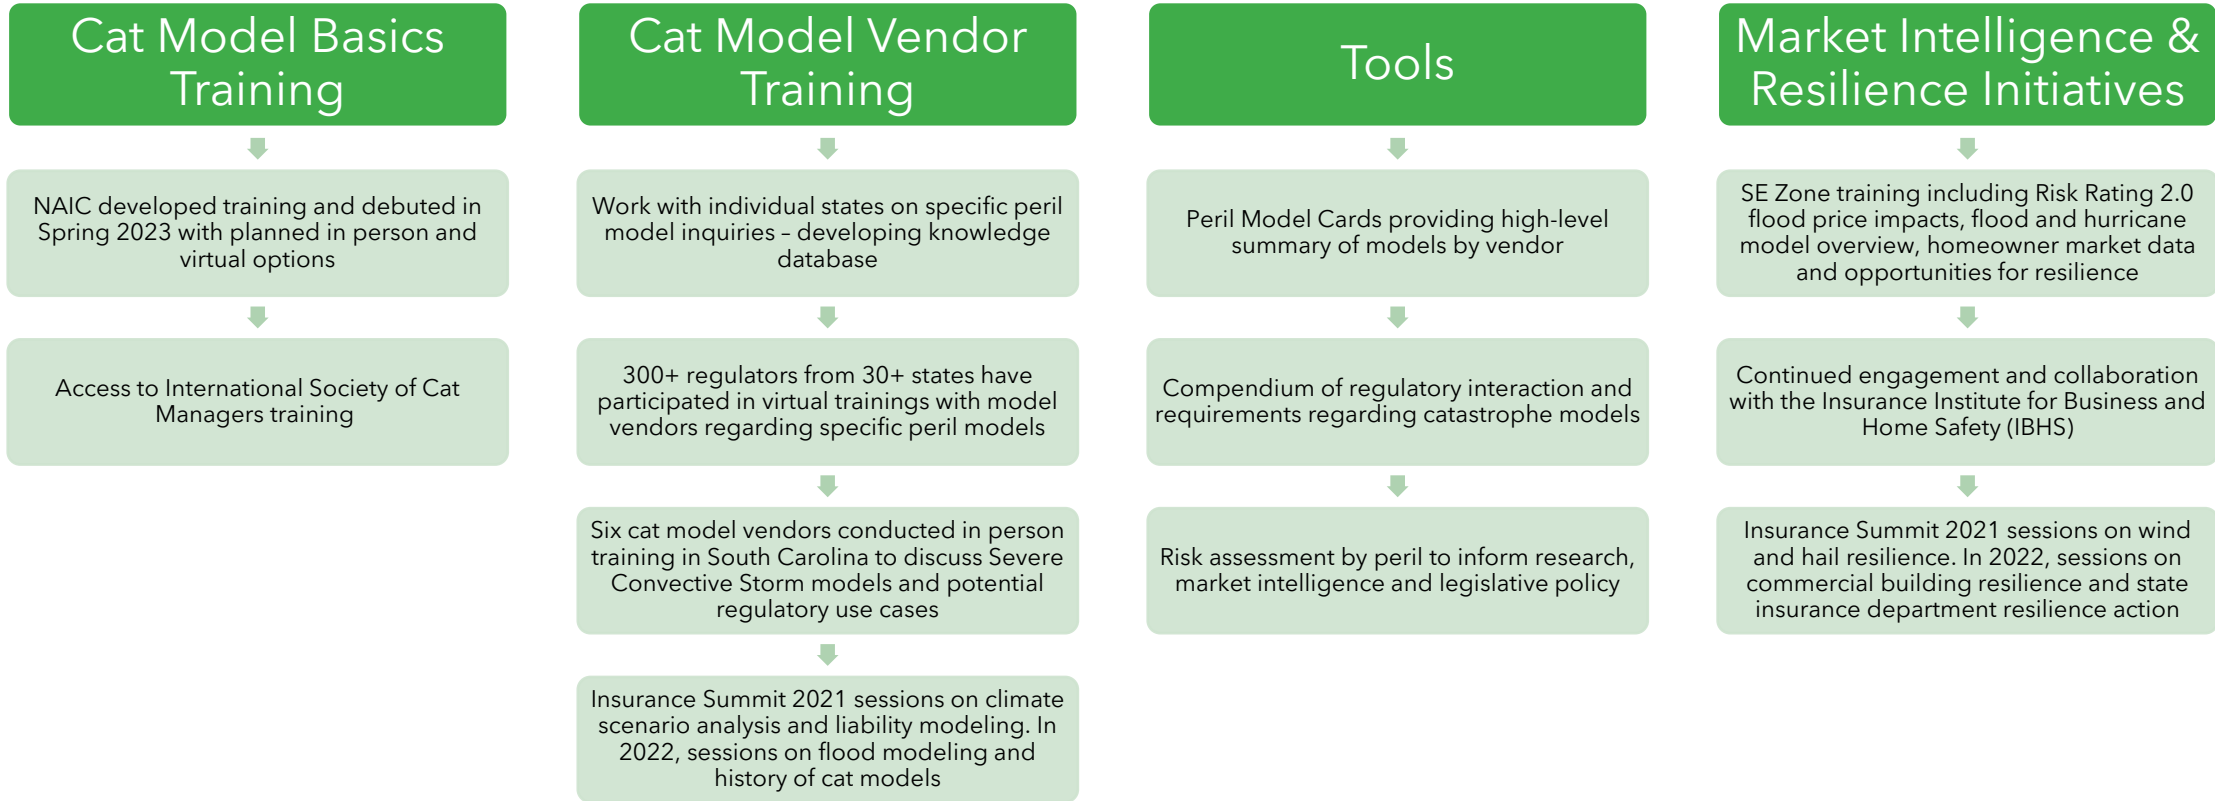 Cat Model Basics
Training
NAIC developed training and debuted in
Spring 2023 with planned in person and
virtual options
Access to International Society of Cat
Managers training
Cat Model Vendor
Training
Work with individual states on specific peril
model inquiries – developing knowledge
database
300+ regulators from 30+ states have
participated in virtual trainings with model
vendors regarding specific peril models
Six cat model vendors conducted in person
training in South Carolina to discuss Severe
Convective Storm models and potential
regulatory use cases
Insurance Summit 2021 sessions on climate
scenario analysis and liability modeling. In
2022, sessions on flood modeling and
history of cat models
Tools
Peril Model Cards providing high-level
summary of models by vendor
Compendium of regulatory interaction and
requirements regarding catastrophe models
Risk assessment by peril to inform research,
market intelligence and legislative policy
Market Intelligence &
Resilience Initiatives
SE Zone training including Risk Rating 2.0
flood price impacts, flood and hurricane
model overview, homeowner market data
and opportunities for resilience
Continued engagement and collaboration
with the Insurance Institute for Business and
Home Safety (IBHS)
Insurance Summit 2021 sessions on wind
and hail resilience. In 2022, sessions on
commercial building resilience and state
insurance department resilience action